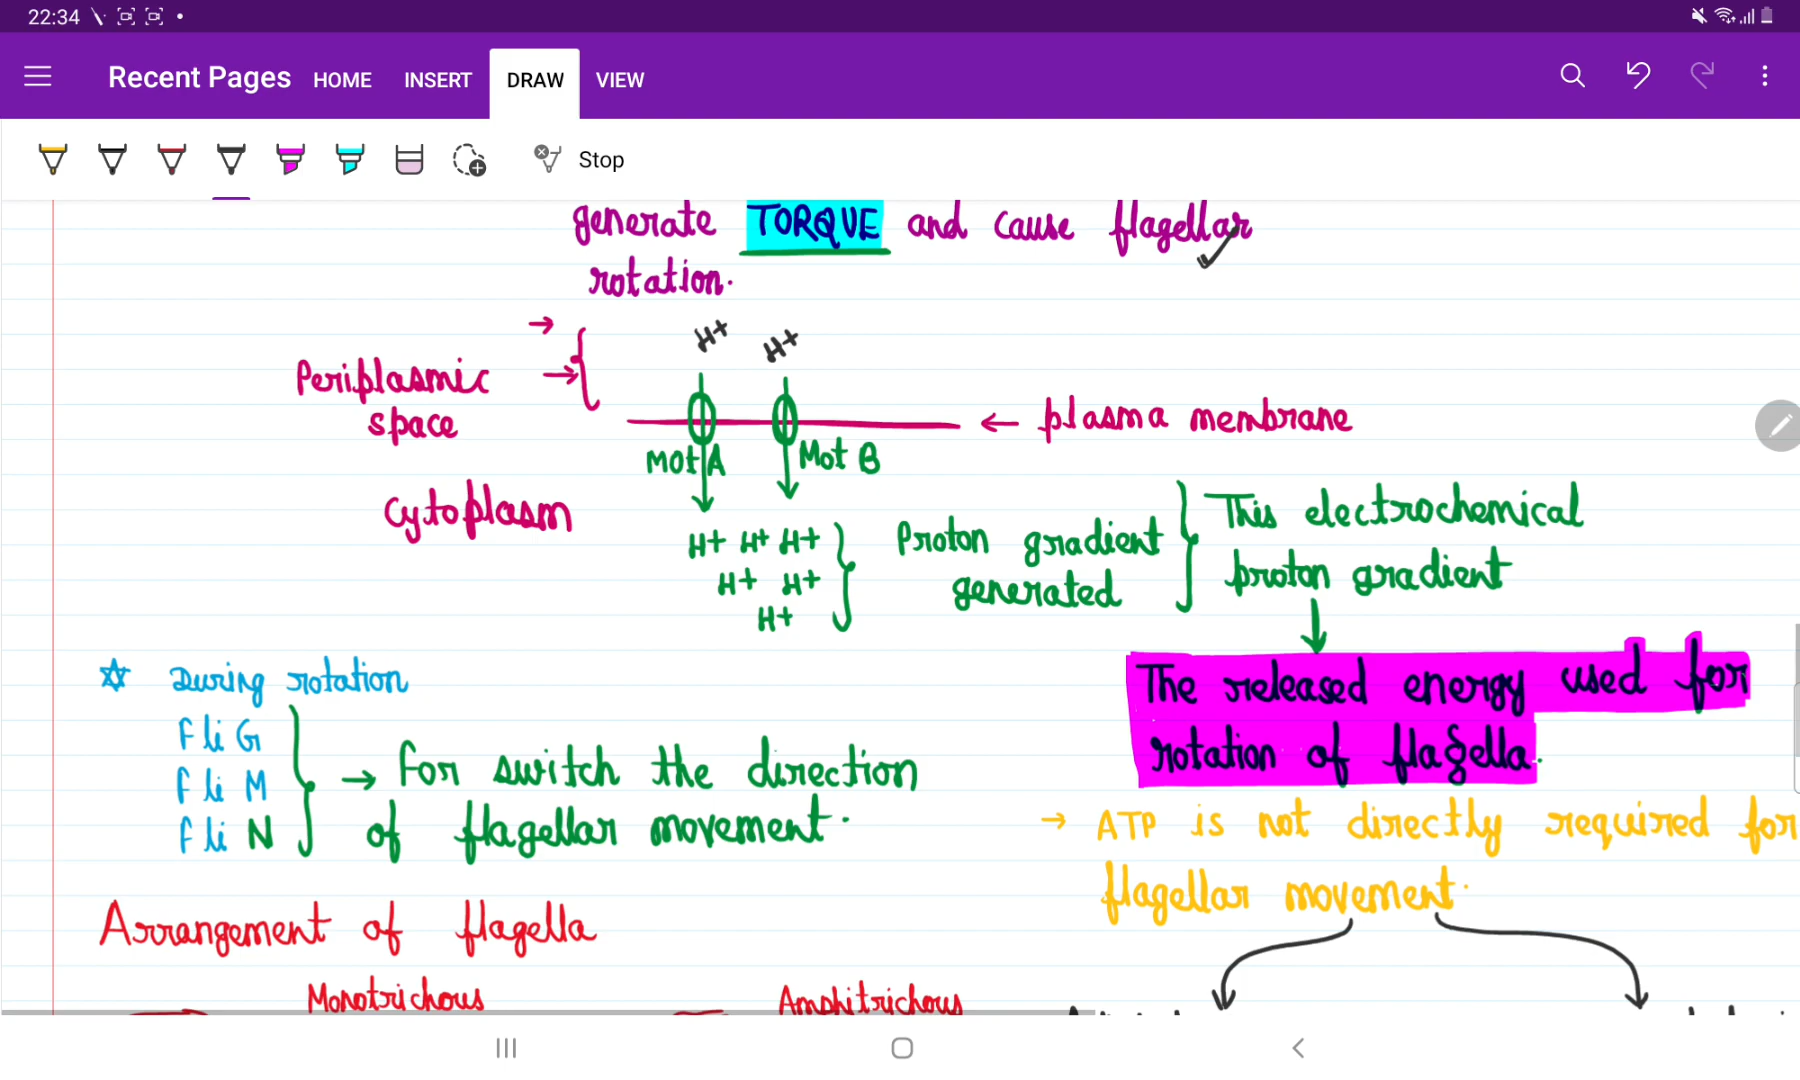 22:34
Recent Pages HOME INSERT DRAW VIEW
Stop
generate TORQUE and cause flagellar
rotation.
H+ H+
Periplasmic
space
← plasma membrane
Mot A Mot B
Cytoplasm
H+ H+ H+
H+ H+
H+
Proton gradient
generated
This electrochemical
proton gradient
The released energy used for
rotation of flagella.
→ ATP is not directly required for
flagellar movement.
☆ During rotation
Fli G
Fli M
Fli N
→ for switch the direction
of flagellar movement.
Arrangement of flagella
Monotrichous
Amphitrichous